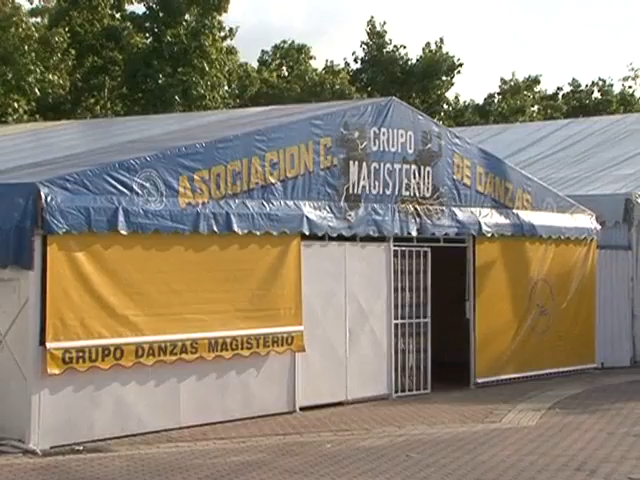 ASOCIACION C. GRUPO DE DANZAS
MAGISTERIO
GRUPO DANZAS MAGISTERIO